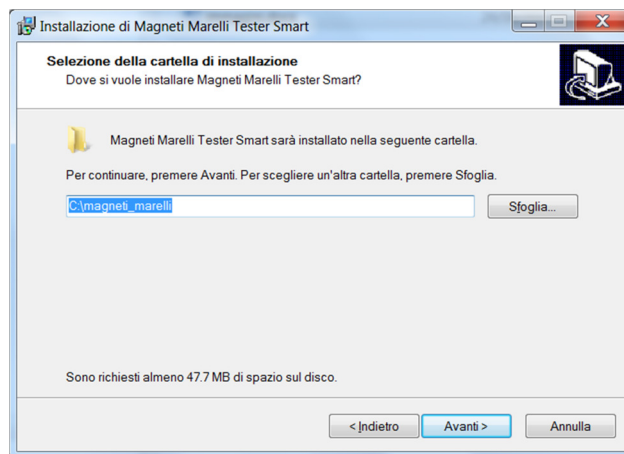 Installazione di Magneti Marelli Tester Smart
Selezione della cartella di installazione
Dove si vuole installare Magneti Marelli Tester Smart?
Magneti Marelli Tester Smart sarà installato nella seguente cartella.
Per continuare, premere Avanti. Per scegliere un'altra cartella, premere Sfoglia.
C:\magneti_marelli
Sfoglia...
Sono richiesti almeno 47.7 MB di spazio sul disco.
< Indietro
Avanti >
Annulla